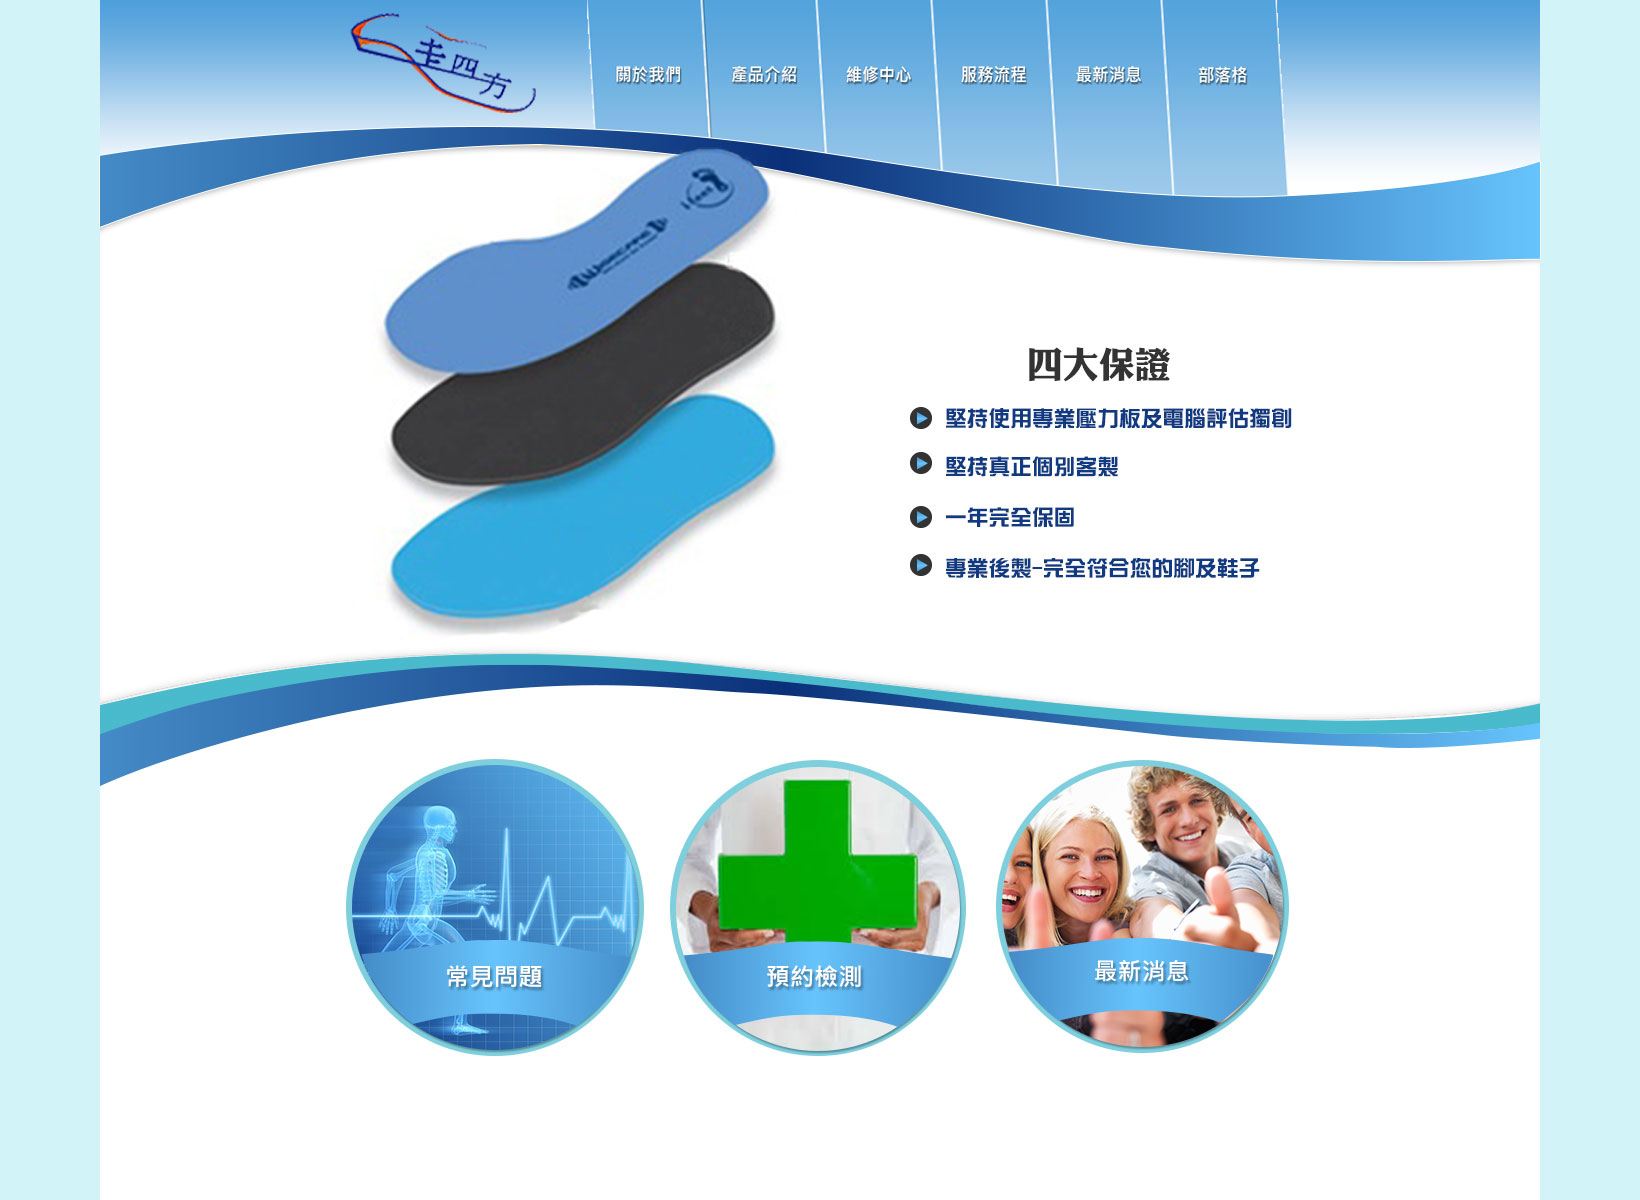 走四方
關於我們
產品介紹
維修中心
服務流程
最新消息
部落格
四大保證
堅持使用專業壓力板及電腦評估獨創
堅持真正個別客製
一年完全保固
專業後製-完全符合您的腳及鞋子
常見問題
預約檢測
最新消息